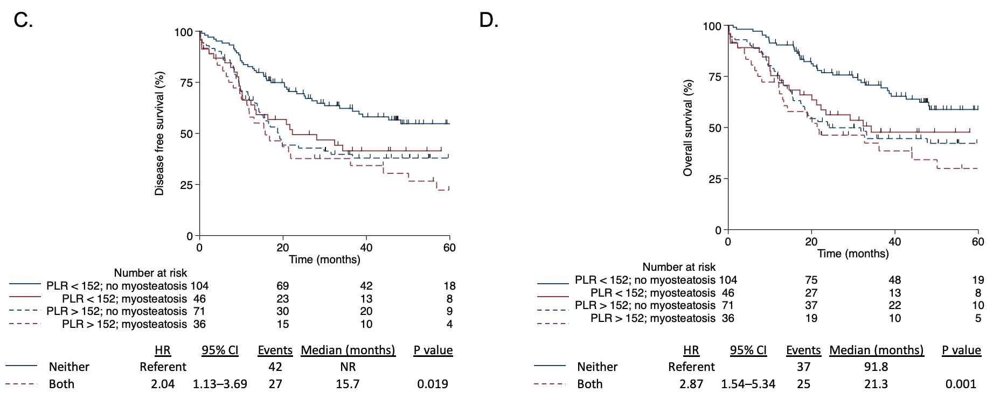 C.
100
75
50
25
0
Disease free survival (%)
0 20 40 60
Time (months)
Number at risk
PLR < 152; no myosteatosis 104 69 42 18
PLR < 152; myosteatosis 46 23 13 8
PLR > 152; no myosteatosis 71 30 20 9
PLR > 152; myosteatosis 36 15 10 4
HR 95% CI Events Median (months) P value
Neither Referent 42 NR
Both 2.04 1.13–3.69 27 15.7 0.019
D.
100
75
50
25
0
Overall survival (%)
0 20 40 60
Time (months)
Number at risk
PLR < 152; no myosteatosis 104 75 48 19
PLR < 152; myosteatosis 46 27 13 8
PLR > 152; no myosteatosis 71 37 22 10
PLR > 152; myosteatosis 36 19 10 5
HR 95% CI Events Median (months) P value
Neither Referent 37 91.8
Both 2.87 1.54–5.34 25 21.3 0.001